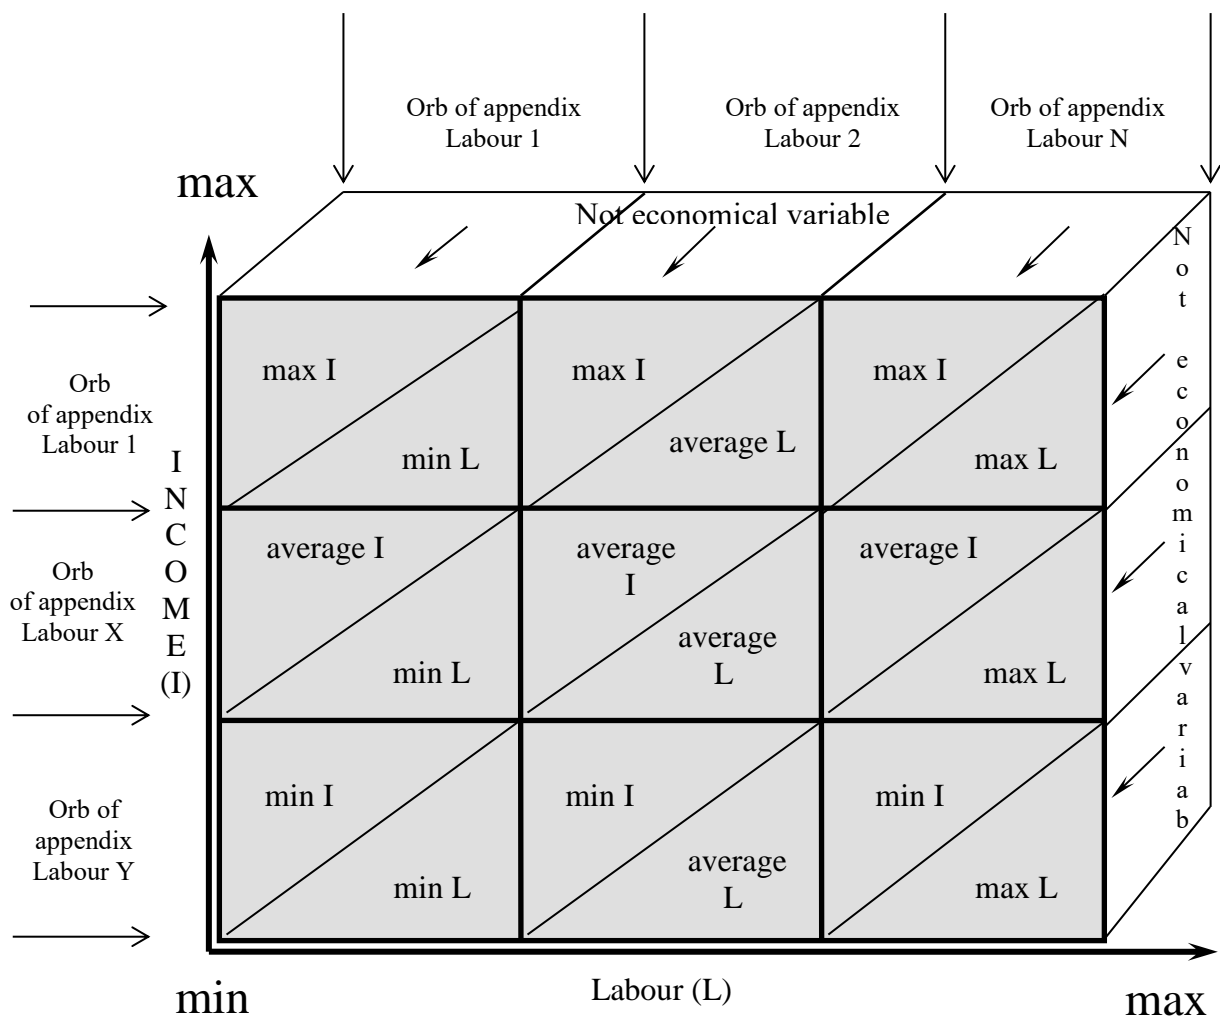 Orb of appendix
Labour 1
Orb of appendix
Labour 2
Orb of appendix
Labour N
max
Not economical variable
Not economical variab
Orb
of appendix
Labour 1
INCOME (I)
Orb
of appendix
Labour X
Orb of
appendix
Labour Y
max I
min L
max I
average L
max I
max L
average I
min L
average
I
average
L
average I
max L
min I
min L
min I
average
L
min I
max L
min
Labour (L)
max